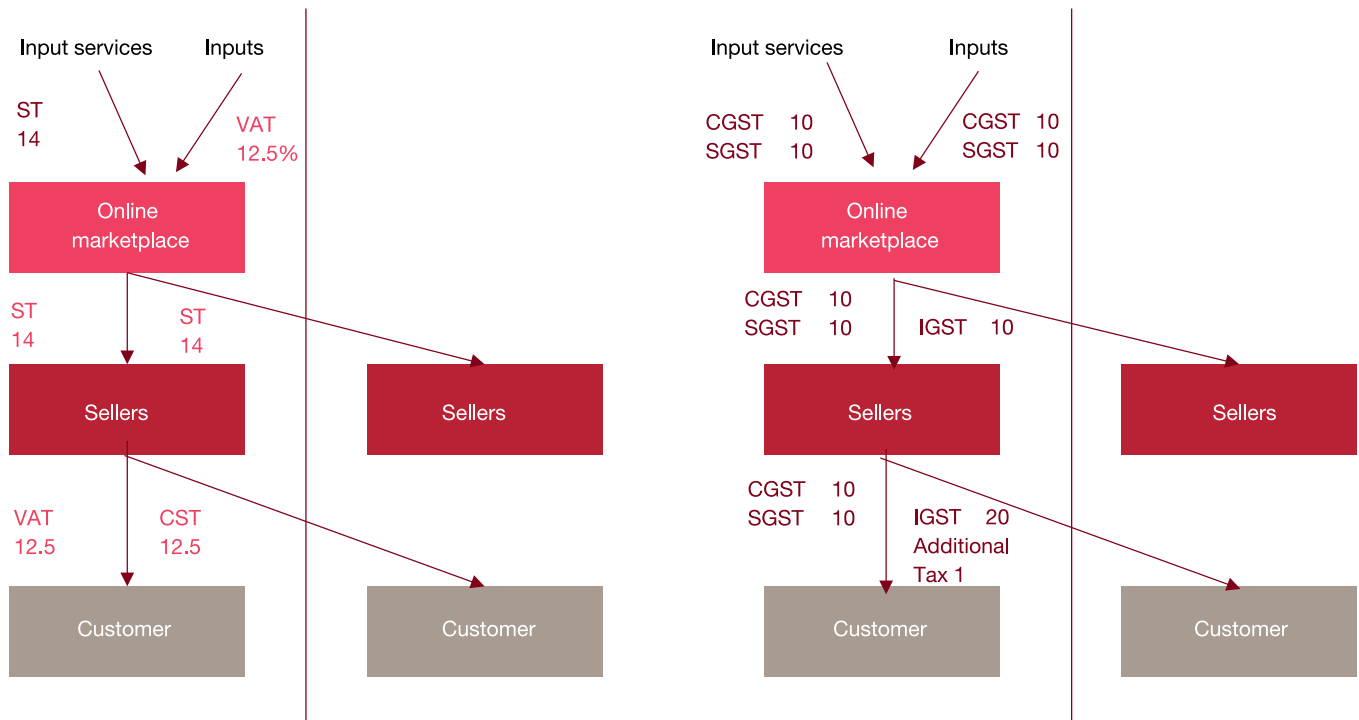 Input services
Inputs
ST
14
VAT
12.5%
Online
marketplace
ST
14
ST
14
Sellers
Sellers
VAT
12.5
CST
12.5
Customer
Customer
Input services
Inputs
CGST 10
SGST 10
CGST 10
SGST 10
Online
marketplace
CGST 10
SGST 10
IGST 10
Sellers
Sellers
CGST 10
SGST 10
IGST 20
Additional
Tax 1
Customer
Customer